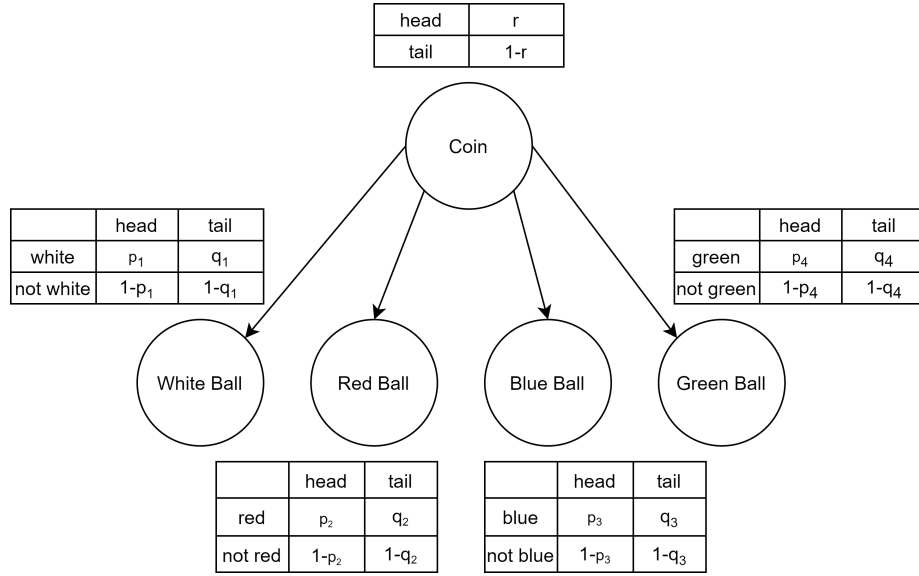 head r
tail 1-r
Coin
head tail
white p₁ q₁
not white 1-p₁ 1-q₁
head tail
green p₄ q₄
not green 1-p₄ 1-q₄
White Ball Red Ball Blue Ball Green Ball
head tail
red p₂ q₂
not red 1-p₂ 1-q₂
head tail
blue p₃ q₃
not blue 1-p₃ 1-q₃